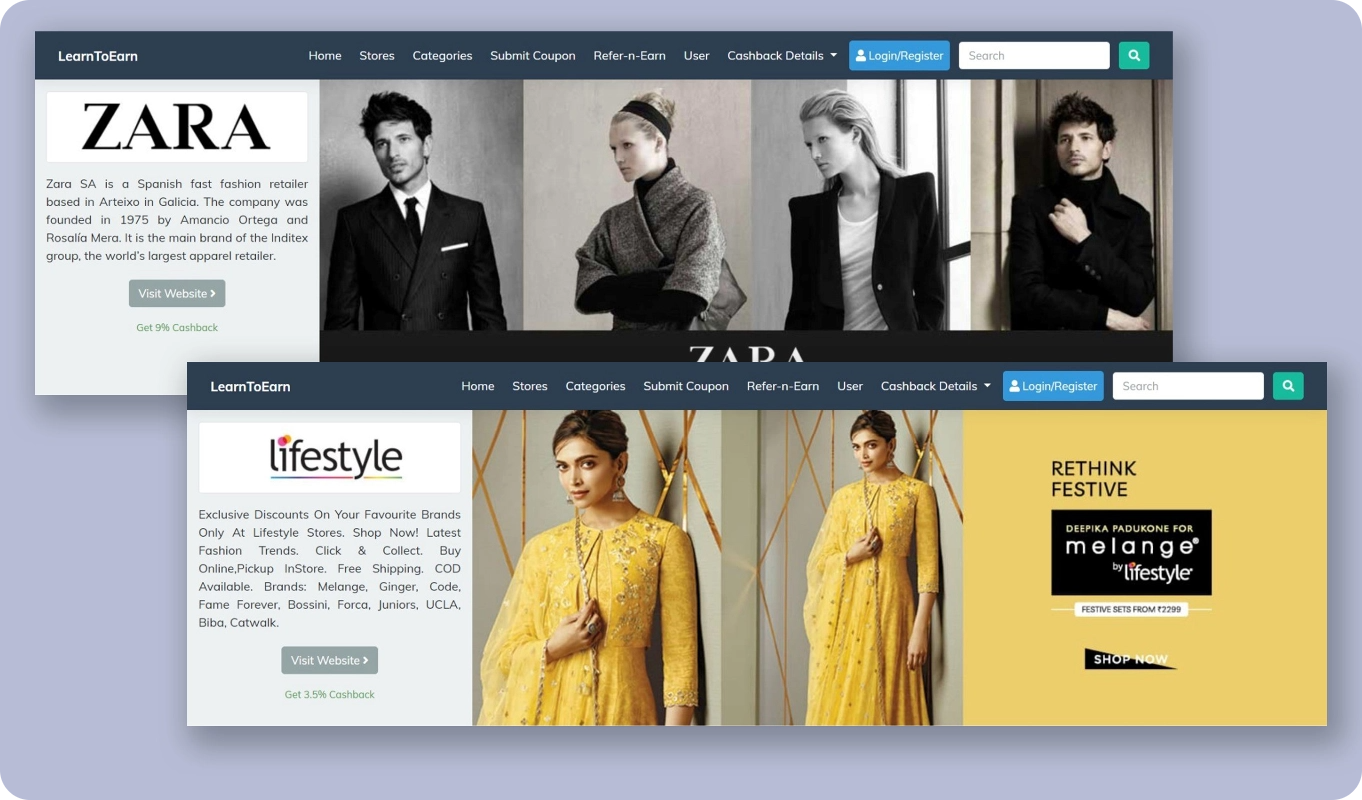 LearnToEarn
Home Stores Categories Submit Coupon Refer-n-Earn User Cashback Details Login/Register Search
ZARA
Zara SA is a Spanish fast fashion retailer
based in Arteixo in Galicia. The company was
founded in 1975 by Amancio Ortega and
Rosalía Mera. It is the main brand of the Inditex
group, the world's largest apparel retailer.
Visit Website
Get 9% Cashback
ZARA
LearnToEarn
Home Stores Categories Submit Coupon Refer-n-Earn User Cashback Details Login/Register Search
lifestyle
Exclusive Discounts On Your Favourite Brands
Only At Lifestyle Stores. Shop Now! Latest
Fashion Trends. Click & Collect. Buy
Online,Pickup InStore. Free Shipping. COD
Available. Brands: Melange, Ginger, Code,
Fame Forever, Bossini, Forca, Juniors, UCLA,
Biba, Catwalk.
Visit Website
Get 3.5% Cashback
RETHINK
FESTIVE
DEEPIKA PADUKONE FOR
melange®
by lifestyle
FESTIVE SETS FROM ₹2299
SHOP NOW